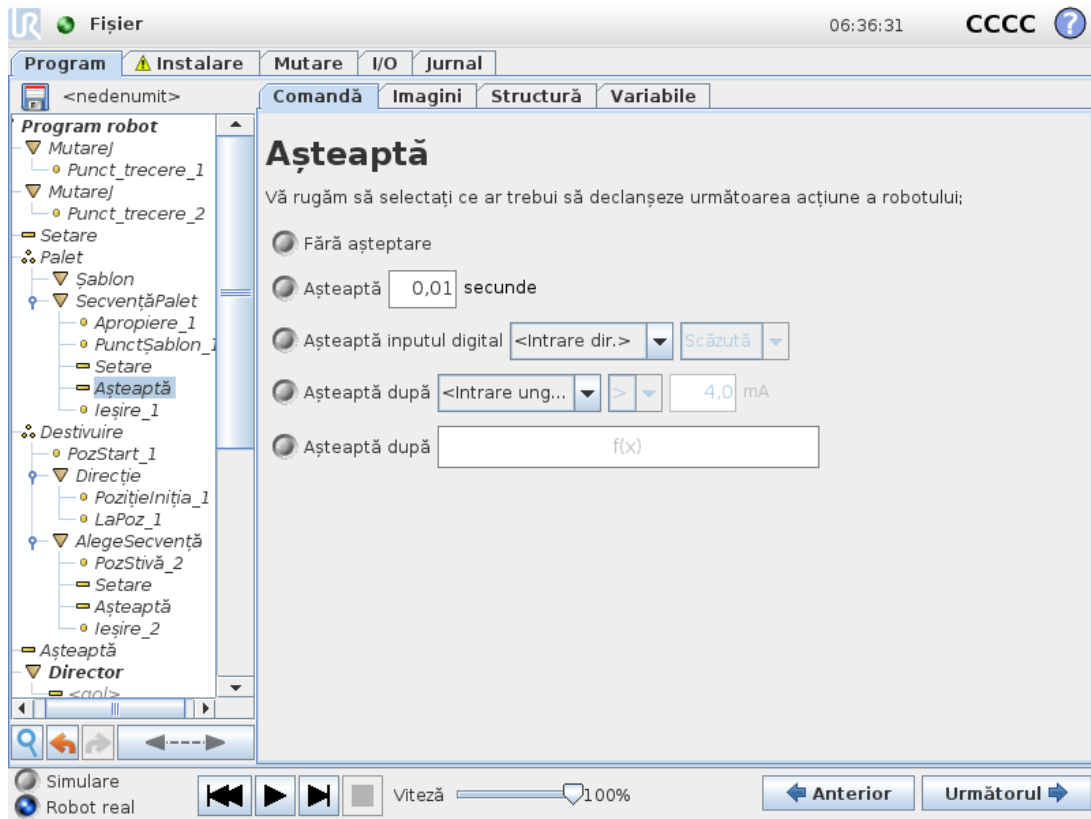 Fișier 06:36:31 CCCC ?
Program Instalare Mutare I/O Jurnal
<nedenumit> Comandă Imagini Structură Variabile
Program robot
MutareJ
Punct_trecere_1
MutareJ
Punct_trecere_2
Setare
Palet
Șablon
SecvențăPalet
Apropiere_1
PunctȘablon_1
Setare
Așteaptă
Ieșire_1
Destivuire
PozStart_1
Direcție
PozițieIniția_1
LaPoz_1
AlegeSecvență
PozStivă_2
Setare
Așteaptă
Ieșire_2
Așteaptă
Director
<gol>
Așteaptă
Vă rugăm să selectați ce ar trebui să declanșeze următoarea acțiune a robotului;
Fără așteptare
Așteaptă 0,01 secunde
Așteaptă inputul digital <Intrare dir.> Scăzută
Așteaptă după <Intrare ung... > 4,0 mA
Așteaptă după f(x)
Simulare
Robot real
Viteză 100%
Anterior Următorul